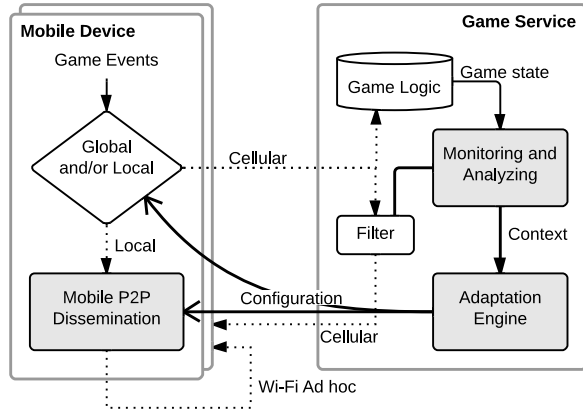 Mobile Device
Game Service
Game Events
Game Logic
Game state
Global
and/or Local
Cellular
Monitoring and
Analyzing
Filter
Local
Context
Mobile P2P
Dissemination
Configuration
Adaptation
Engine
Cellular
Wi-Fi Ad hoc